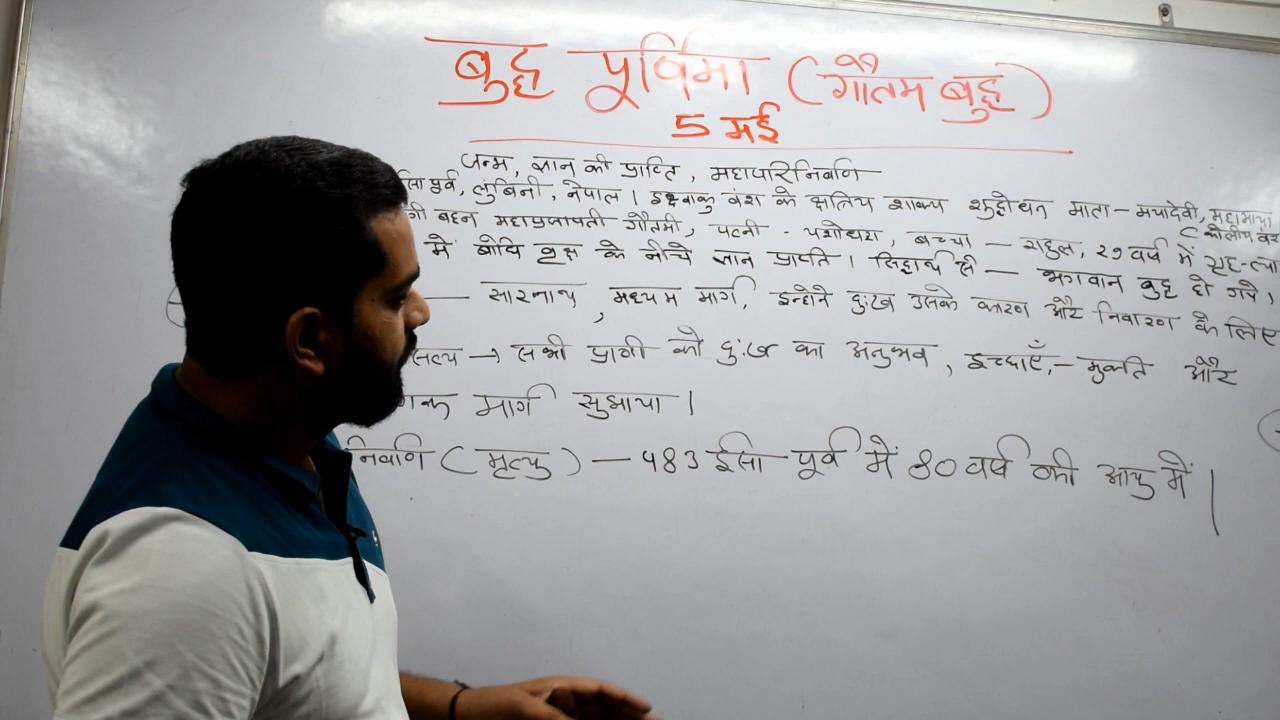 बुद्ध पूर्णिमा (गौतम बुद्ध)
5 मई
जन्म, ज्ञान की प्राप्ति, महापरिनिर्वाण
पूर्व, लुंबिनी, नेपाल । इक्ष्वाकु वंश के क्षत्रिय शाक्य शुद्धोधन माता - मयादेवी, महामाया
( कोलीय वंश
बहन महाप्रजापती गौतमी, पत्नी - यशोधरा, बच्चा - राहुल, 29 वर्ष में गृह-त्या
में बोधि वृक्ष के नीचे ज्ञान प्राप्ति । सिद्धार्थ से - भगवान बुद्ध हो गये,
सारनाथ, मध्यम मार्ग, इन्होने दुःख उसके कारण और निवारण के लिए
सत्य → सभी प्राणी को दुःख का अनुभव, इच्छाएँ, - मुक्ति और
मार्ग सुझाया ।
निर्वाण (मृत्यु) - 483 ईसा पूर्व में 80 वर्ष की आयु में ।